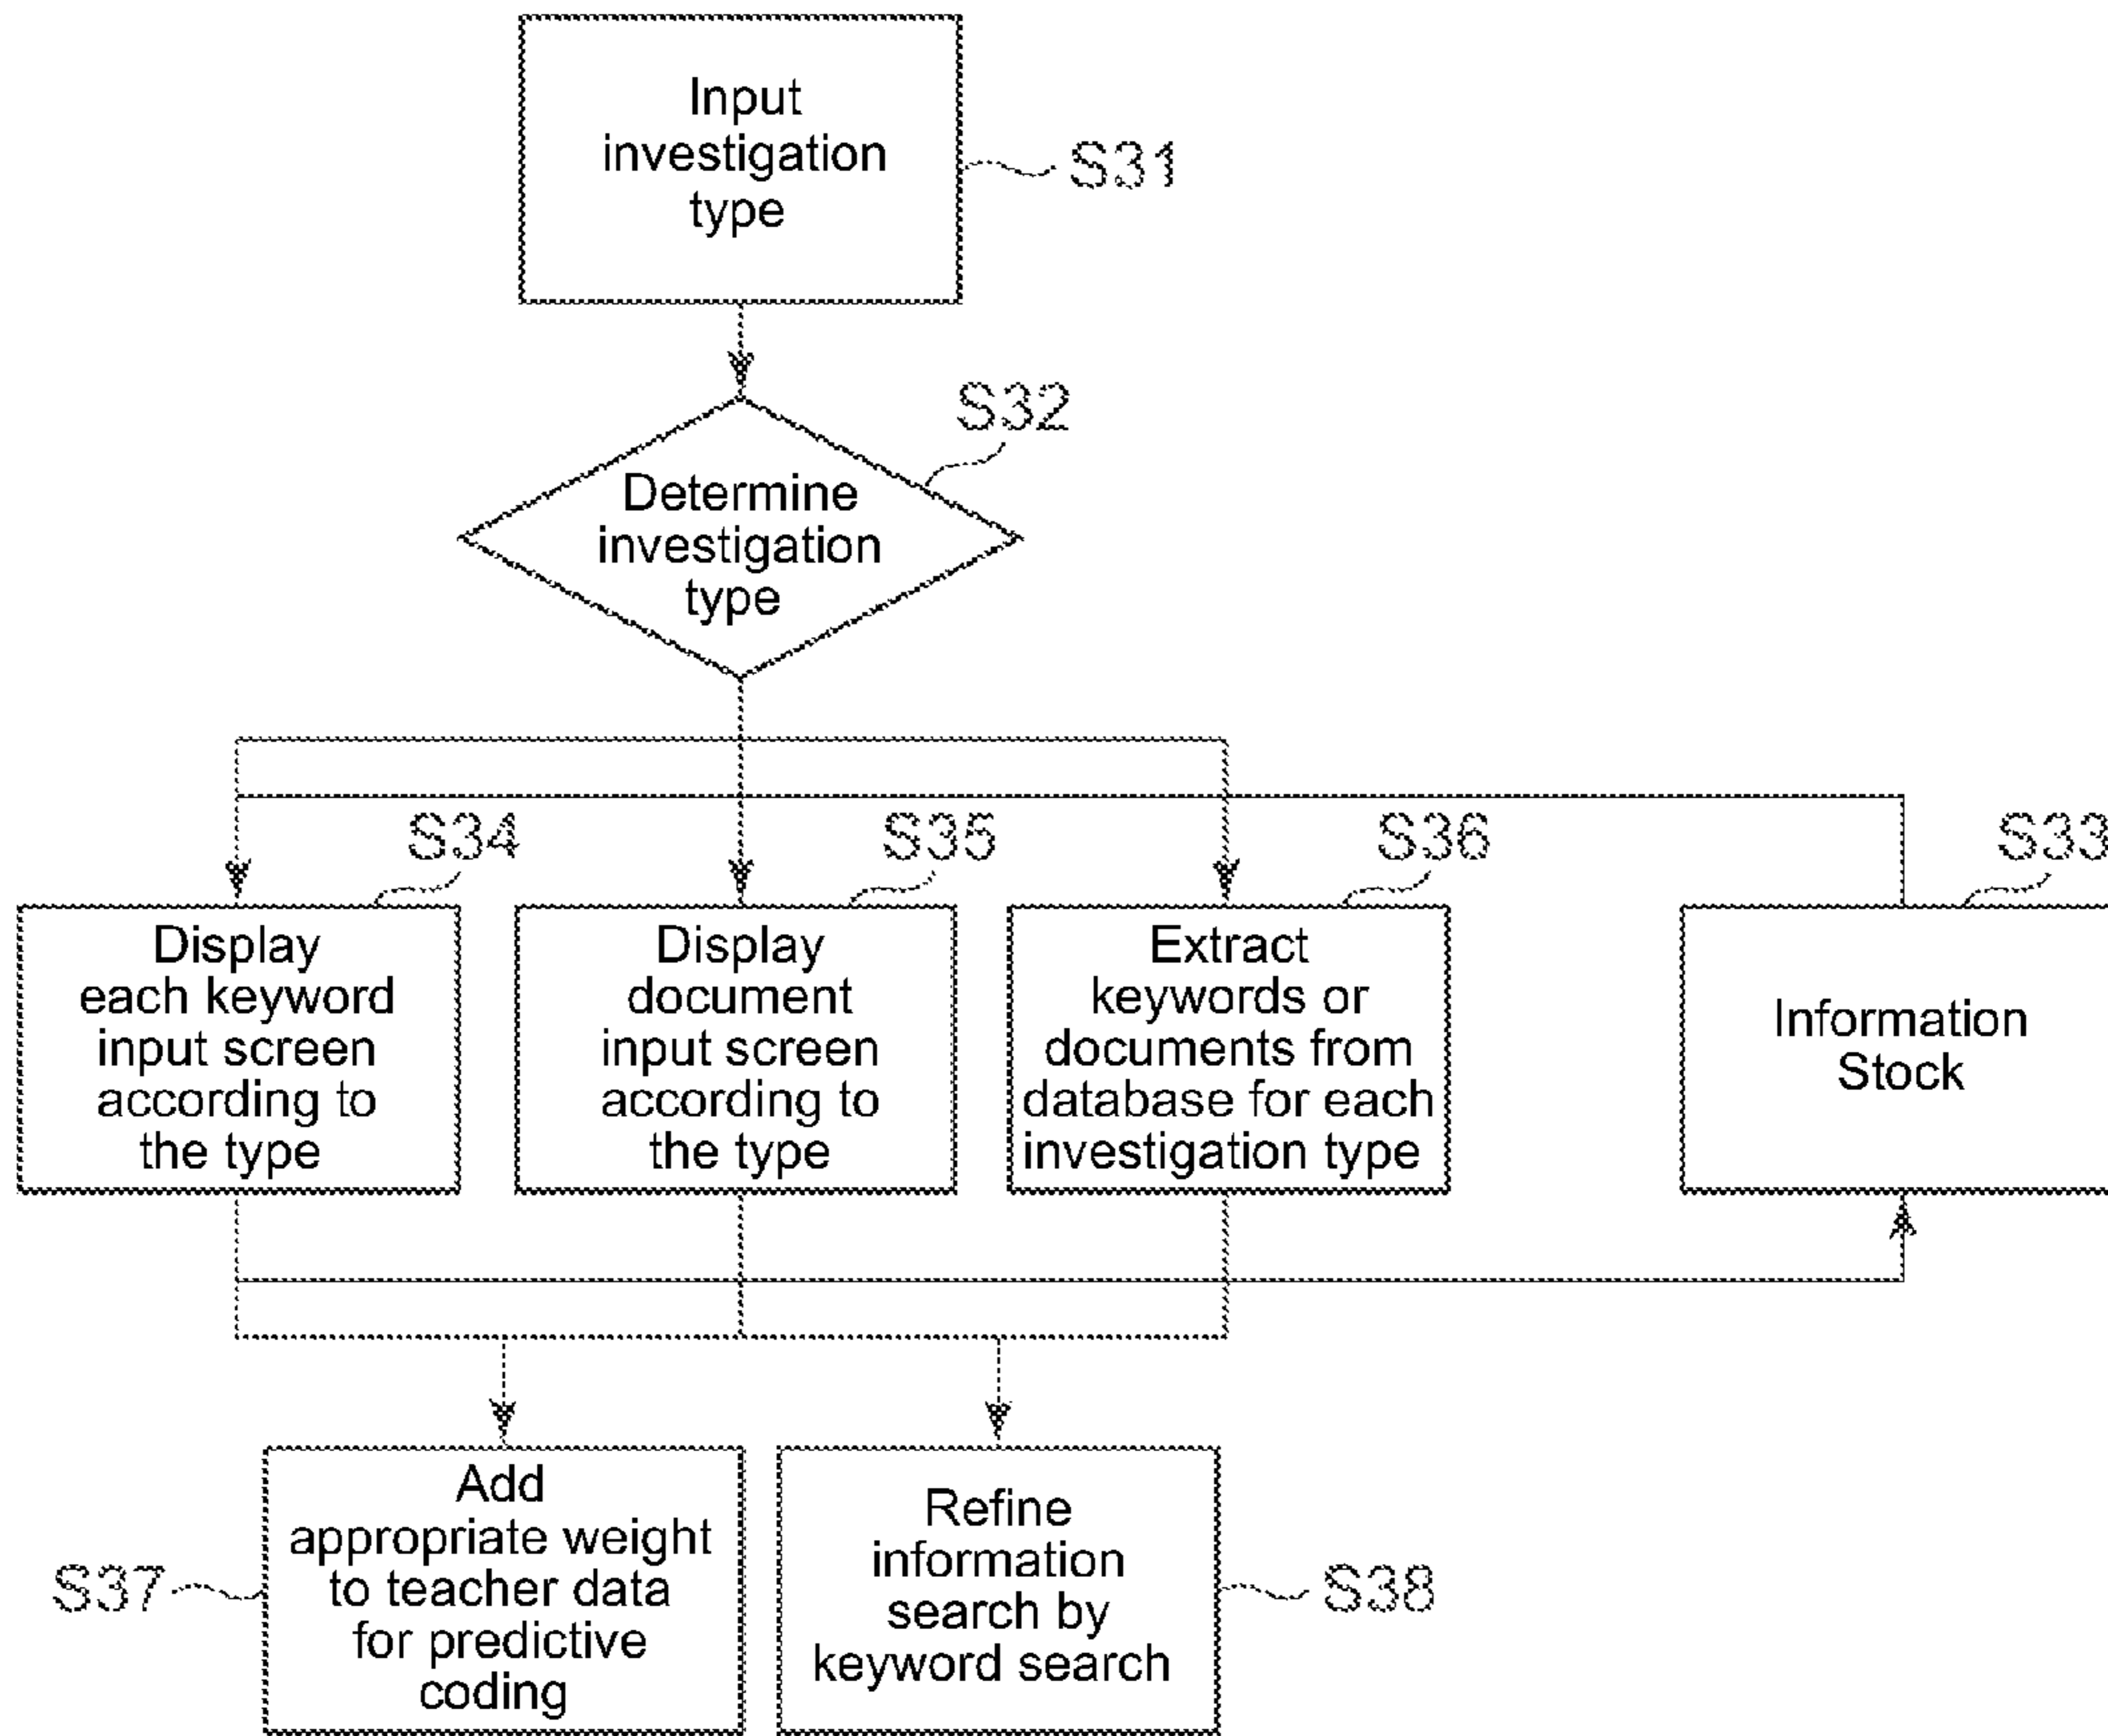 Input
investigation
type
S31
S32
Determine
investigation
type
S34
S35
S36
S33
Display
each keyword
input screen
according to
the type
Display
document
input screen
according to
the type
Extract
keywords or
documents from
database for each
investigation type
Information
Stock
Add
appropriate weight
to teacher data
for predictive
coding
S37
Refine
information
search by
keyword search
S38